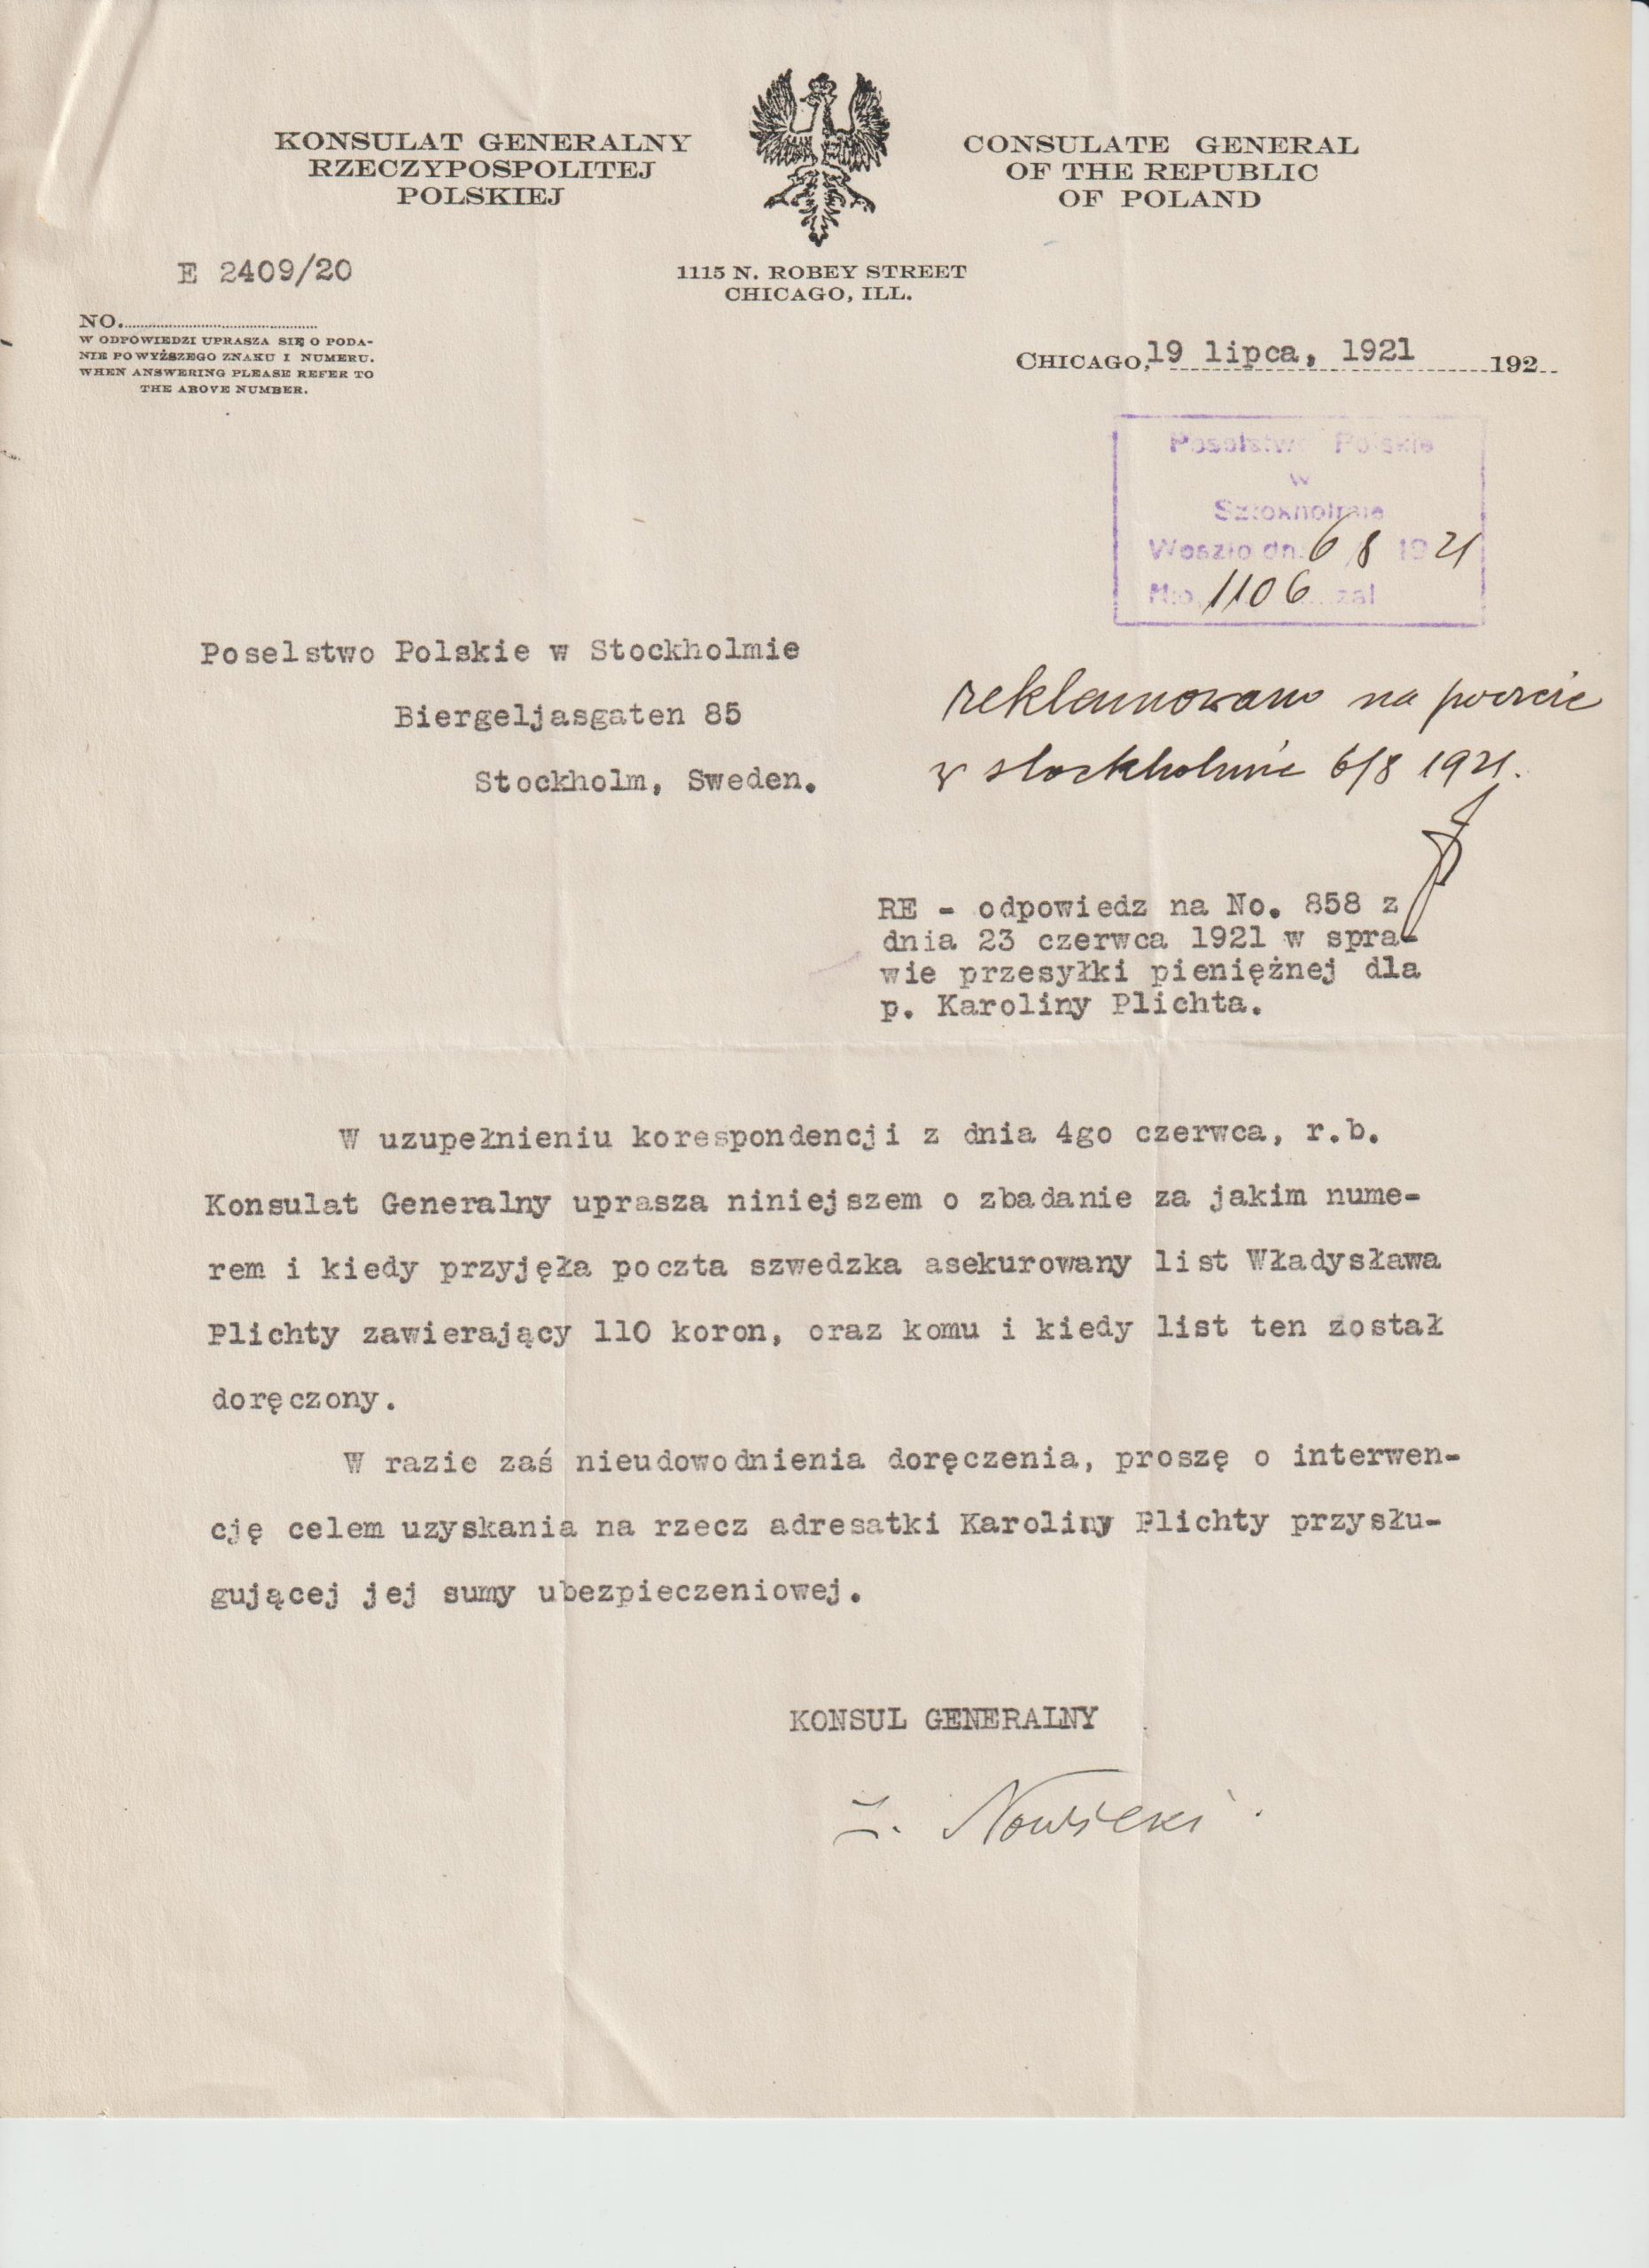 KONSULAT GENERALNY
RZECZYPOSPOLITEJ
POLSKIEJ
CONSULATE GENERAL
OF THE REPUBLIC
OF POLAND
1115 N. ROBEY STREET
CHICAGO, ILL.
E 2409/20
NO.
W ODPOWIEDZI UPRASZA SIĘ O PODA-
NIE POWYŻSZEGO ZNAKU I NUMERU.
WHEN ANSWERING PLEASE REFER TO
THE ABOVE NUMBER.
CHICAGO, 19 lipca, 1921 192
Poselstwo Polskie
w
Sztokholmie
Weszło dn. 6/8 1921
No. 1106 zał
Poselstwo Polskie w Stockholmie
Biergeljasgaten 85
Stockholm, Sweden.
reklamowano na poczcie
w Stockholmie 6/8 1921.
RE - odpowiedz na No. 858 z
dnia 23 czerwca 1921 w spra-
wie przesyłki pieniężnej dla
p. Karoliny Plichta.
W uzupełnieniu korespondencji z dnia 4go czerwca, r.b.
Konsulat Generalny uprasza niniejszem o zbadanie za jakim nume-
rem i kiedy przyjęła poczta szwedzka asekurowany list Władysława
Plichty zawierający 110 koron, oraz komu i kiedy list ten został
doręczony.
W razie zaś nieudowodnienia doręczenia, proszę o interwen-
cję celem uzyskania na rzecz adresatki Karoliny Plichty przysłu-
gującej jej sumy ubezpieczeniowej.
KONSUL GENERALNY
Nowicki